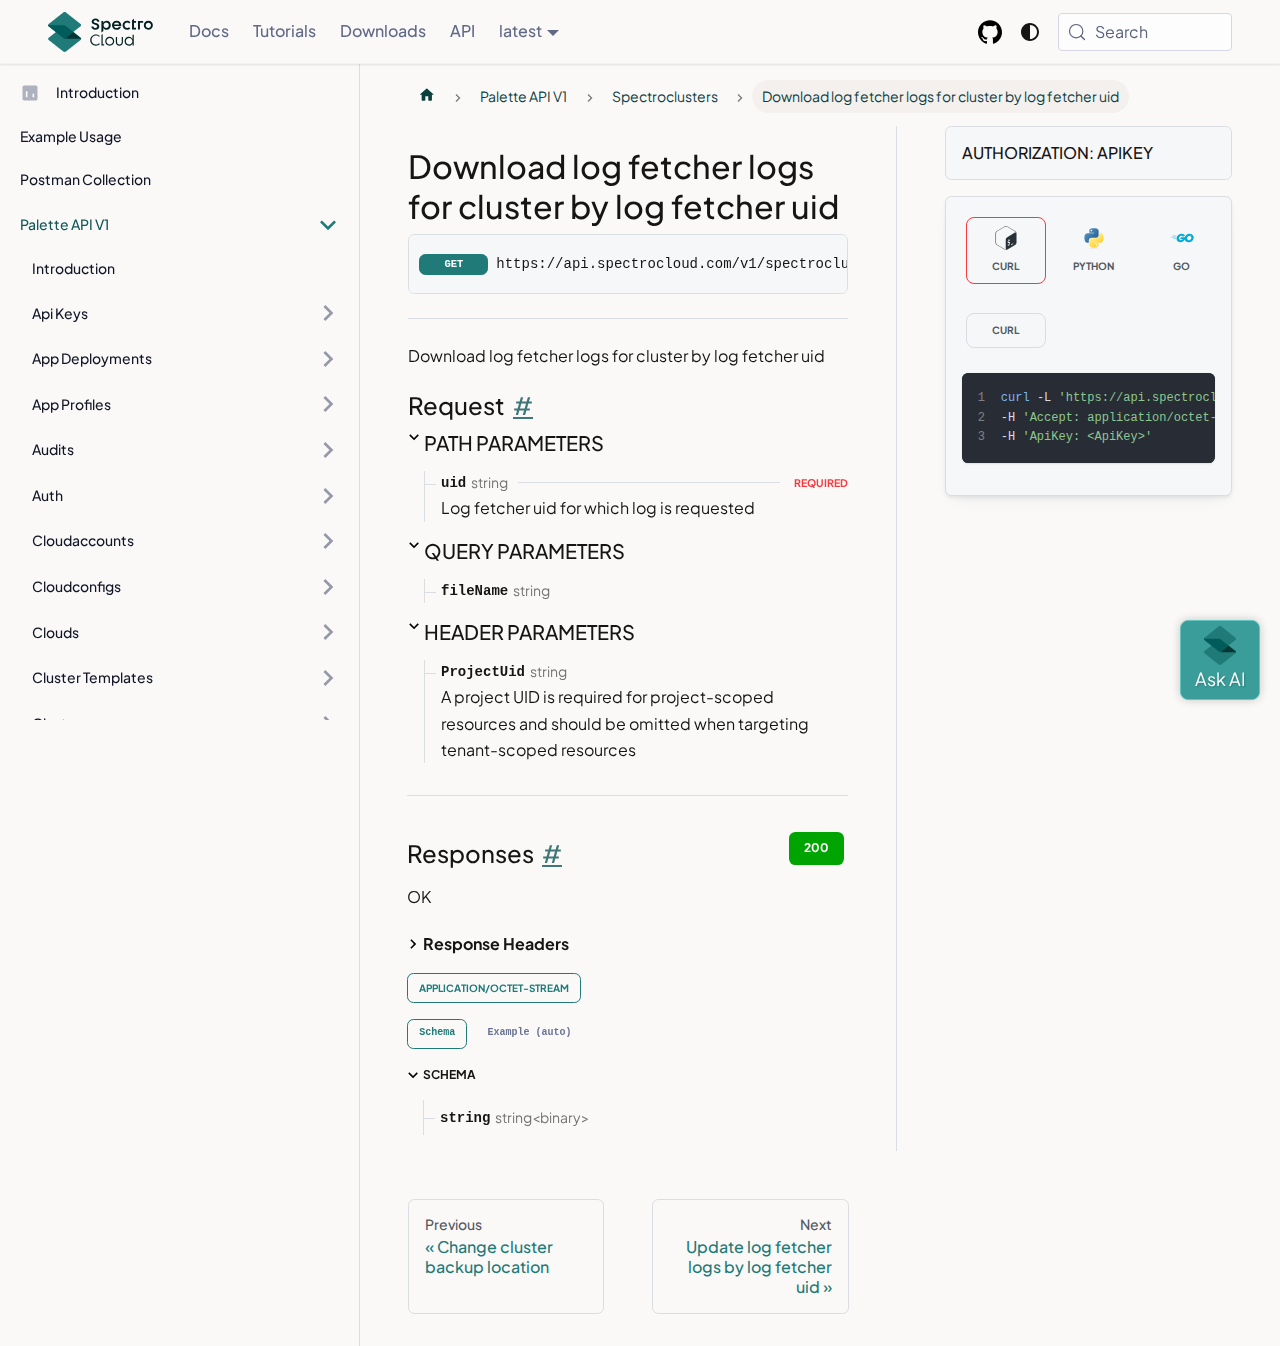 Spectro
Cloud
Docs
Tutorials
Downloads
API
latest
Search
Introduction
Example Usage
Postman Collection
Palette API V1
Introduction
Api Keys
App Deployments
App Profiles
Audits
Auth
Cloudaccounts
Cloudconfigs
Clouds
Cluster Templates
Palette API V1
Spectroclusters
Download log fetcher logs for cluster by log fetcher uid
Download log fetcher logs
for cluster by log fetcher uid
GET https://api.spectrocloud.com/v1/spectroclu
Download log fetcher logs for cluster by log fetcher uid
Request #
PATH PARAMETERS
uid string REQUIRED
Log fetcher uid for which log is requested
QUERY PARAMETERS
fileName string
HEADER PARAMETERS
ProjectUid string
A project UID is required for project-scoped
resources and should be omitted when targeting
tenant-scoped resources
Responses #
200
OK
Response Headers
APPLICATION/OCTET-STREAM
Schema
Example (auto)
SCHEMA
string string<binary>
Previous
« Change cluster
backup location
Next
Update log fetcher
logs by log fetcher
uid »
AUTHORIZATION: APIKEY
CURL
PYTHON
GO
CURL
1 curl -L 'https://api.spectrocl
2 -H 'Accept: application/octet-
3 -H 'ApiKey: <ApiKey>'
Ask AI